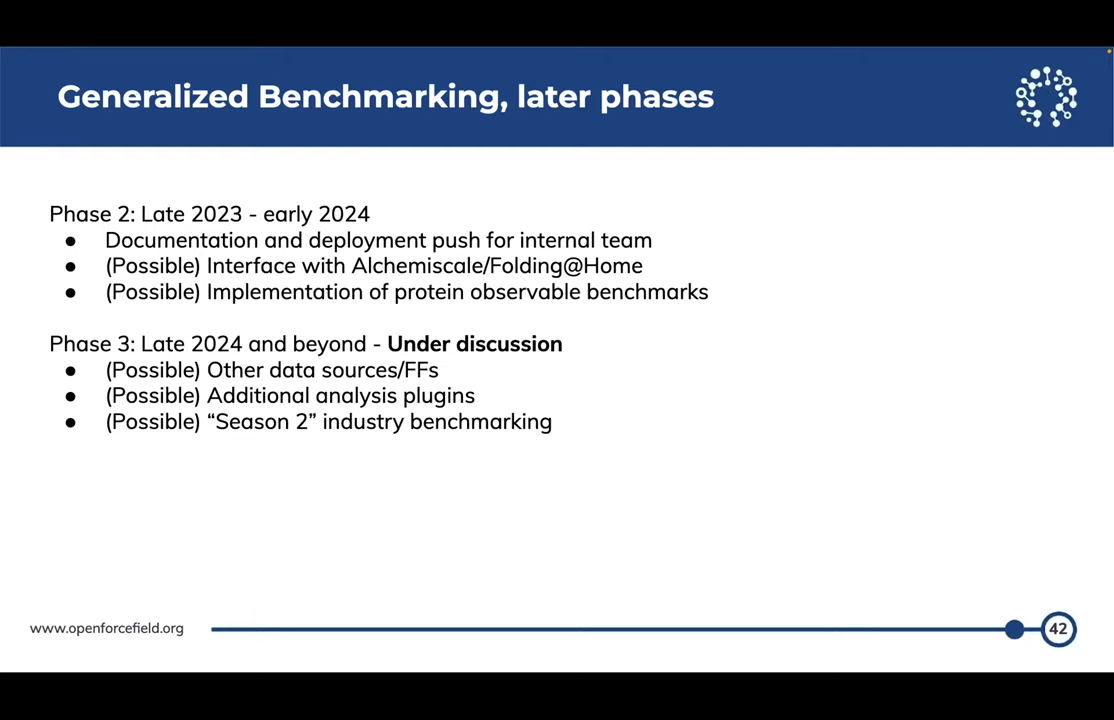 Generalized Benchmarking, later phases
Phase 2: Late 2023 - early 2024
● Documentation and deployment push for internal team
● (Possible) Interface with Alchemiscale/Folding@Home
● (Possible) Implementation of protein observable benchmarks
Phase 3: Late 2024 and beyond - Under discussion
● (Possible) Other data sources/FFs
● (Possible) Additional analysis plugins
● (Possible) “Season 2” industry benchmarking
www.openforcefield.org
42